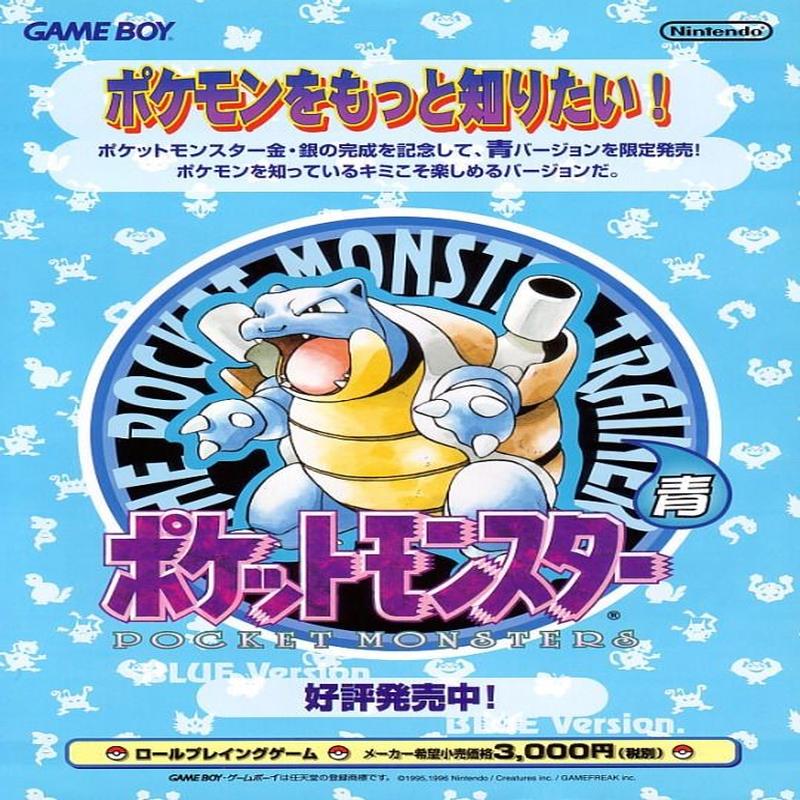 GAME BOY
Nintendo
ポケモンをもっと知りたい!
ポケットモンスター金・銀の完成を記念して、青バージョンを限定発売!
ポケモンを知っているキミこそ楽しめるバージョンだ。
THE POCKET MONSTER TRAINER
青
ポケットモンスター
®
POCKET MONSTERS
BLUE Version
好評発売中!
BLUE Version.
ロールプレイングゲーム メーカー希望小売価格3,000円(税別)
GAME BOY・ゲームボーイは任天堂の登録商標です。 ©1995,1996 Nintendo / Creatures inc. / GAMEFREAK inc.